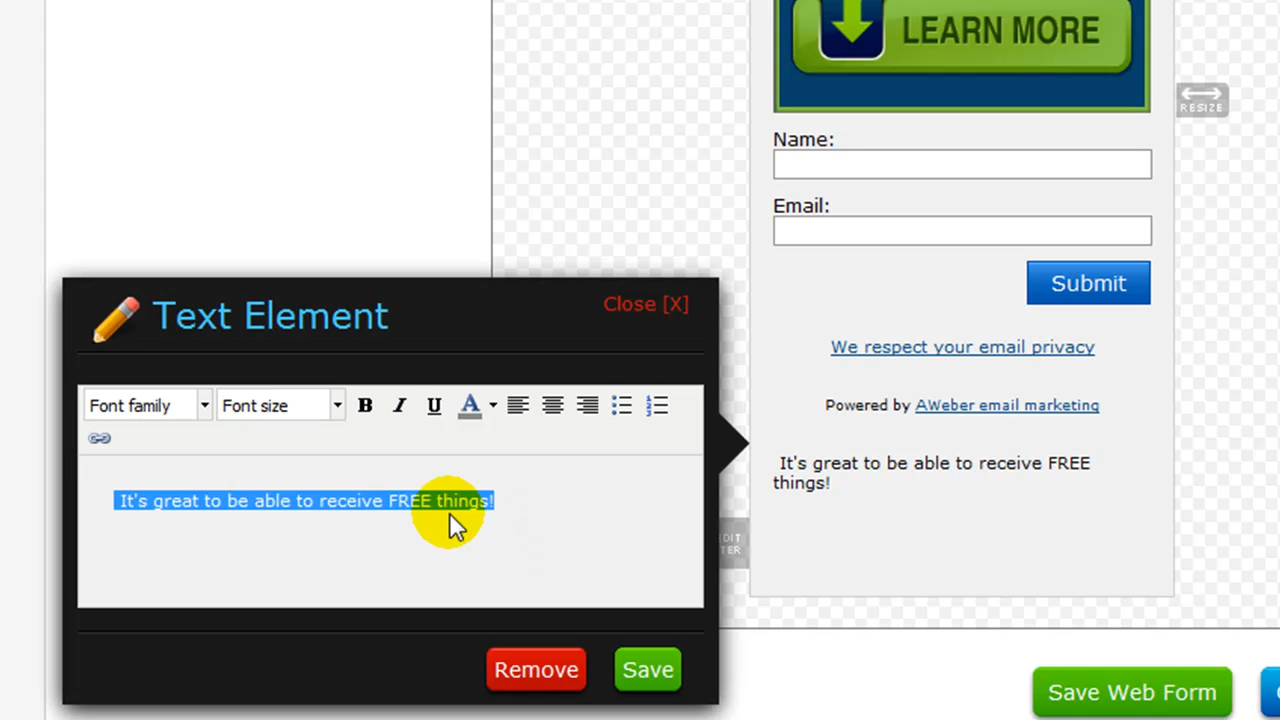 LEARN MORE
RESIZE
Name:
Email:
Submit
We respect your email privacy
Powered by AWeber email marketing
It's great to be able to receive FREE
things!
Text Element
Close [X]
Font family
Font size
B I U A
It's great to be able to receive FREE things!
Remove
Save
Save Web Form